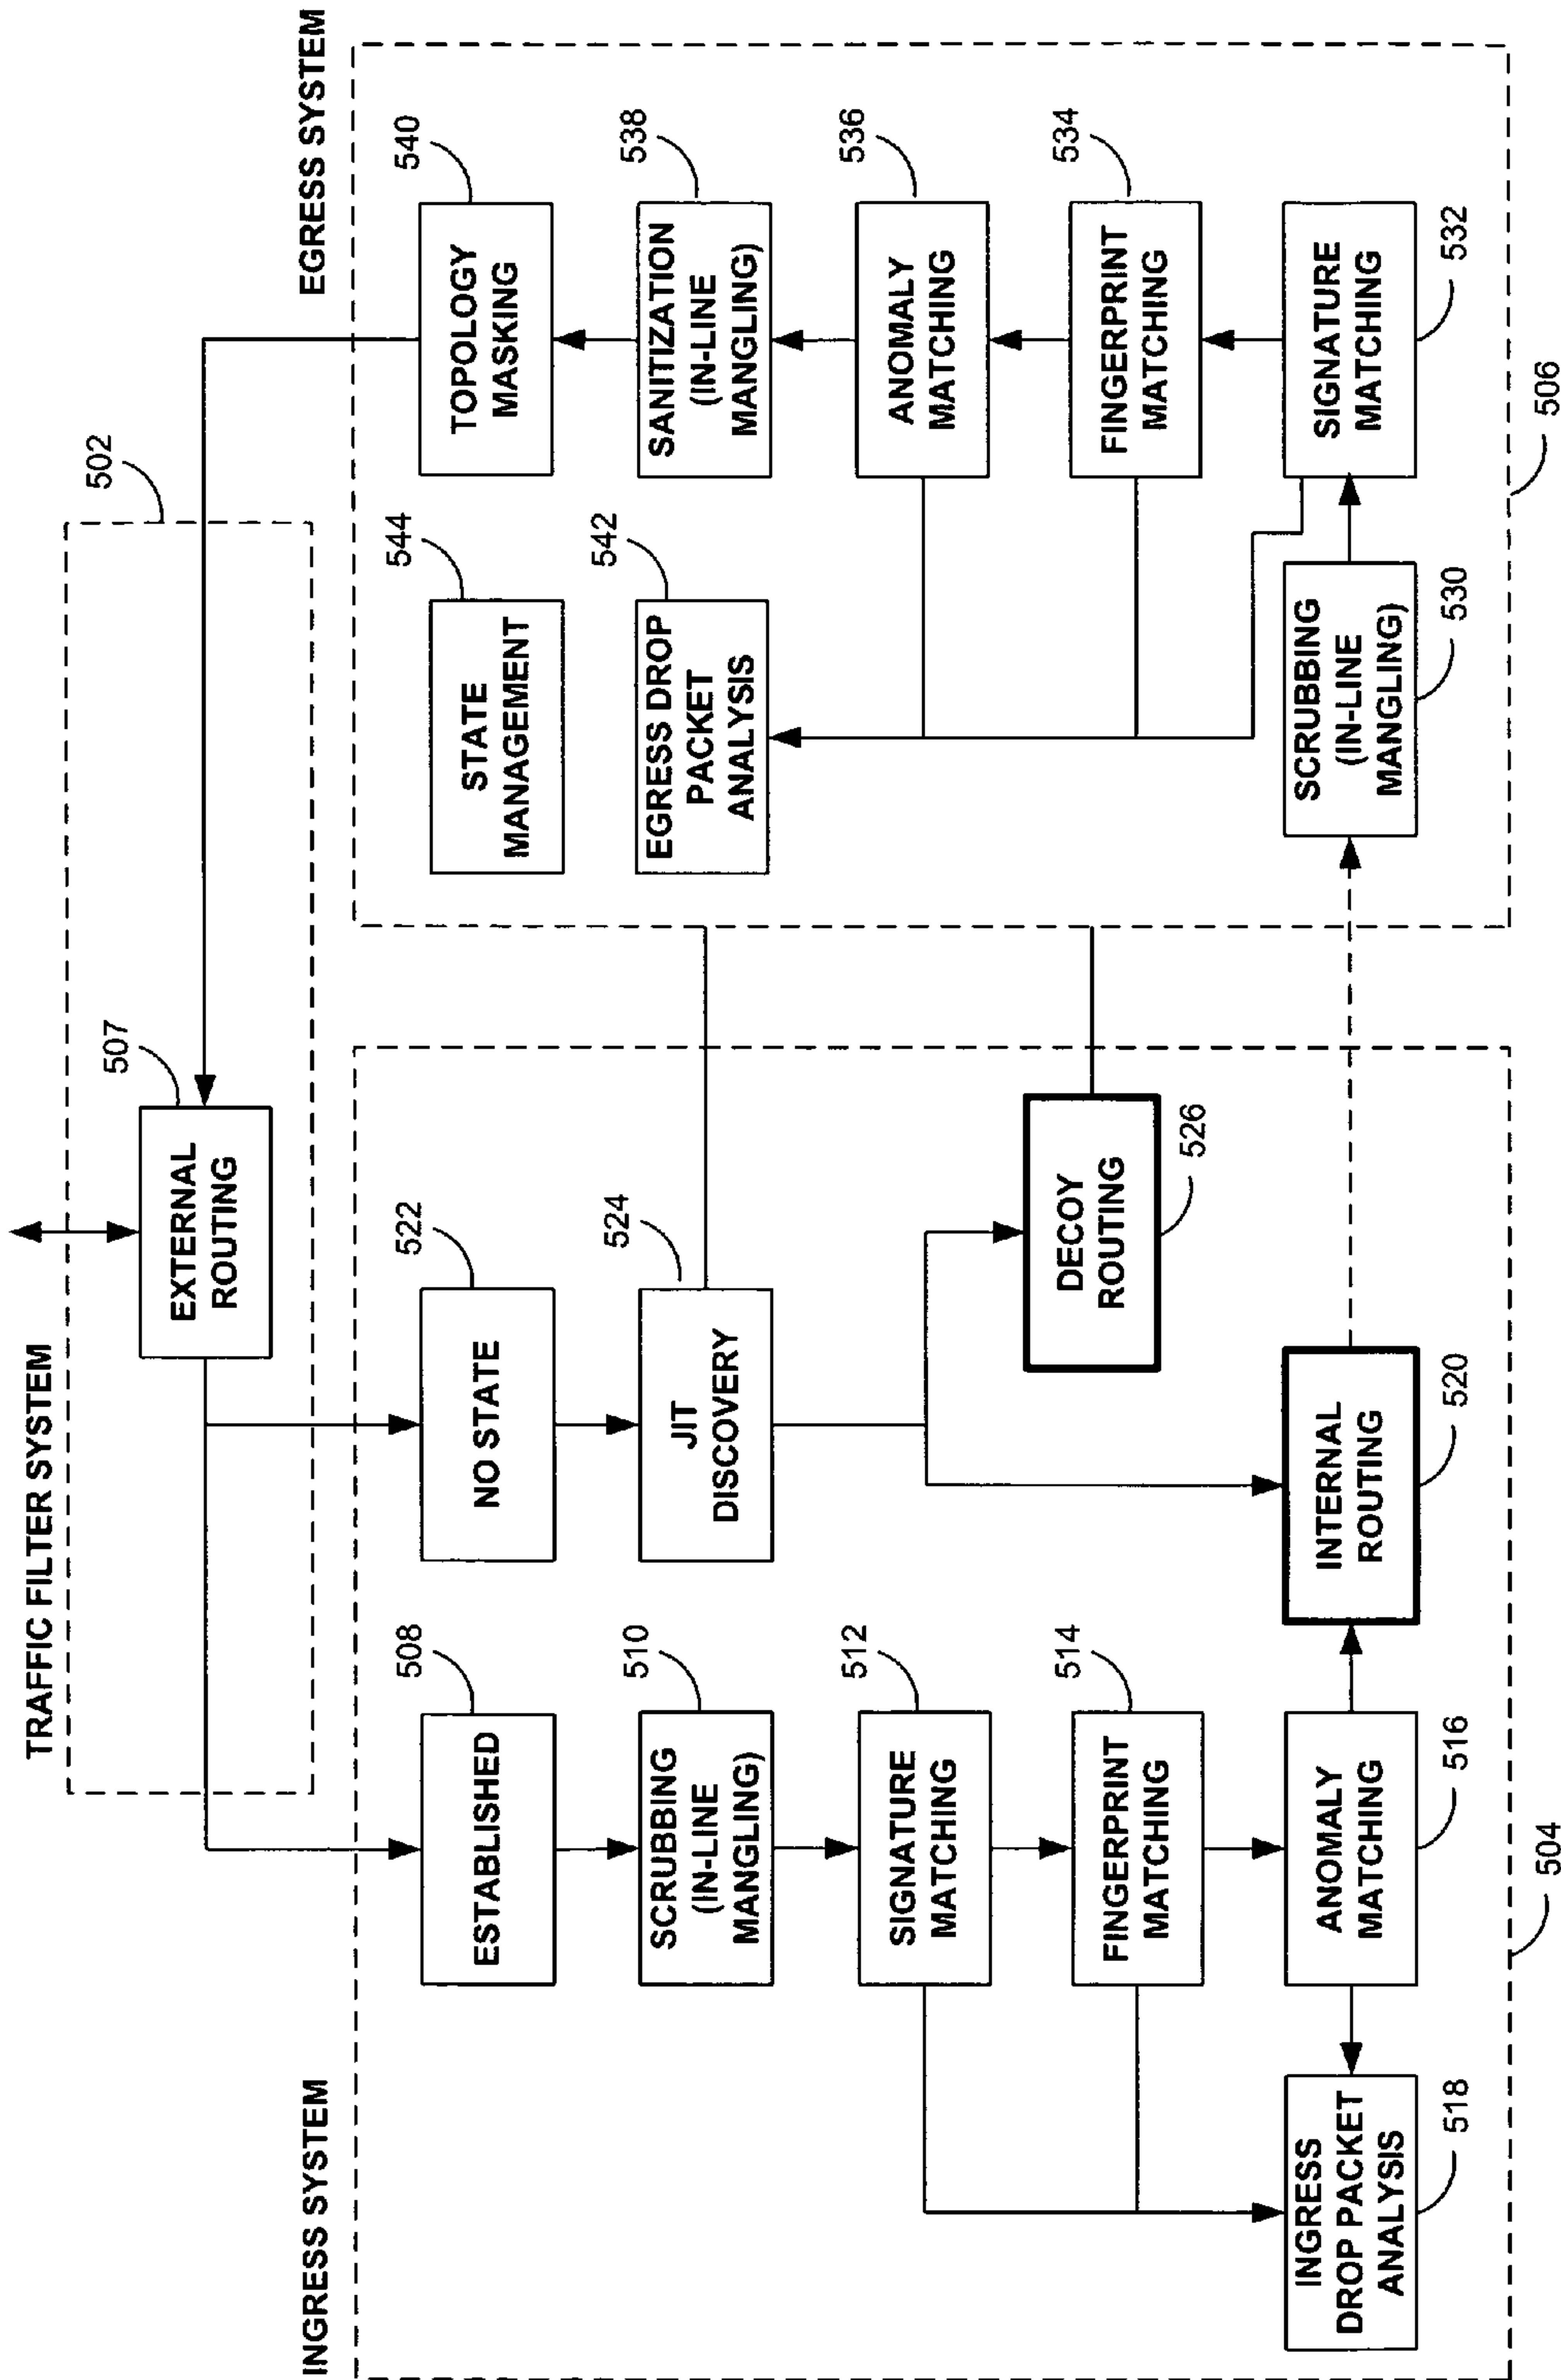 TRAFFIC FILTER SYSTEM
502
507
EXTERNAL
ROUTING
INGRESS SYSTEM
508
ESTABLISHED
510
SCRUBBING
(IN-LINE
MANGLING)
512
SIGNATURE
MATCHING
514
FINGERPRINT
MATCHING
ANOMALY
MATCHING
516
INGRESS
DROP PACKET
ANALYSIS
518
522
NO STATE
524
JIT
DISCOVERY
DECOY
ROUTING
526
INTERNAL
ROUTING
520
504
EGRESS SYSTEM
544
STATE
MANAGEMENT
542
EGRESS DROP
PACKET
ANALYSIS
540
TOPOLOGY
MASKING
538
SANITIZATION
(IN-LINE
MANGLING)
536
ANOMALY
MATCHING
534
FINGERPRINT
MATCHING
SIGNATURE
MATCHING
532
SCRUBBING
(IN-LINE
MANGLING)
530
506